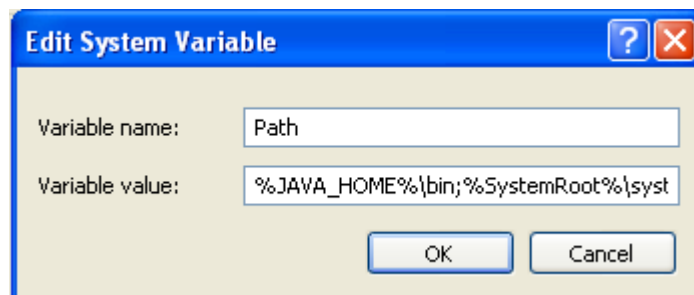 Edit System Variable
Variable name: Path
Variable value: %JAVA_HOME%\bin;%SystemRoot%\syst
OK Cancel